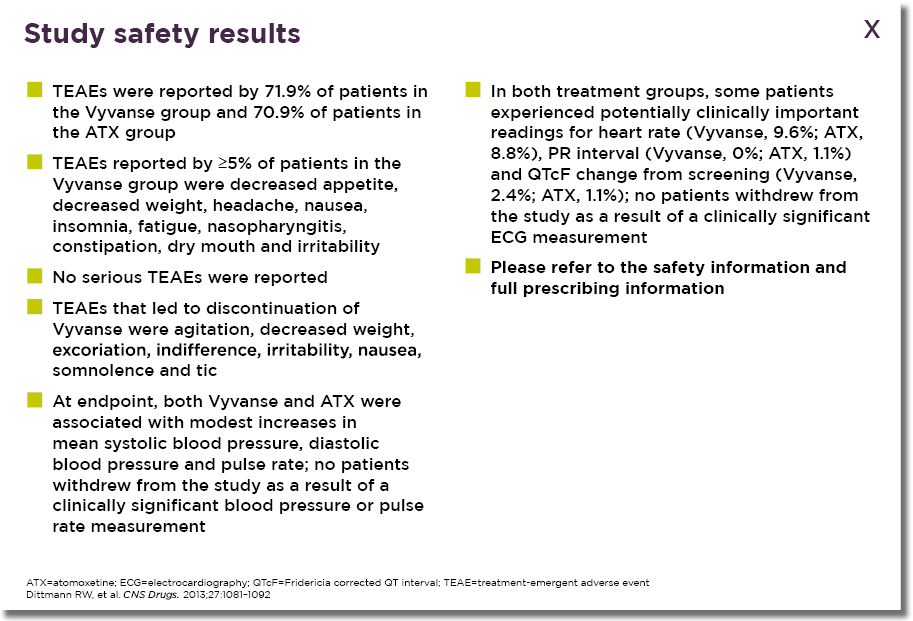 Study safety results
X
TEAEs were reported by 71.9% of patients in
the Vyvanse group and 70.9% of patients in
the ATX group
TEAEs reported by ≥5% of patients in the
Vyvanse group were decreased appetite,
decreased weight, headache, nausea,
insomnia, fatigue, nasopharyngitis,
constipation, dry mouth and irritability
No serious TEAEs were reported
TEAEs that led to discontinuation of
Vyvanse were agitation, decreased weight,
excoriation, indifference, irritability, nausea,
somnolence and tic
At endpoint, both Vyvanse and ATX were
associated with modest increases in
mean systolic blood pressure, diastolic
blood pressure and pulse rate; no patients
withdrew from the study as a result of a
clinically significant blood pressure or pulse
rate measurement
In both treatment groups, some patients
experienced potentially clinically important
readings for heart rate (Vyvanse, 9.6%; ATX,
8.8%), PR interval (Vyvanse, 0%; ATX, 1.1%)
and QTcF change from screening (Vyvanse,
2.4%; ATX, 1.1%); no patients withdrew from
the study as a result of a clinically significant
ECG measurement
Please refer to the safety information and
full prescribing information
ATX=atomoxetine; ECG=electrocardiography; QTcF=Fridericia corrected QT interval; TEAE=treatment-emergent adverse event
Dittmann RW, et al. CNS Drugs. 2013;27:1081–1092